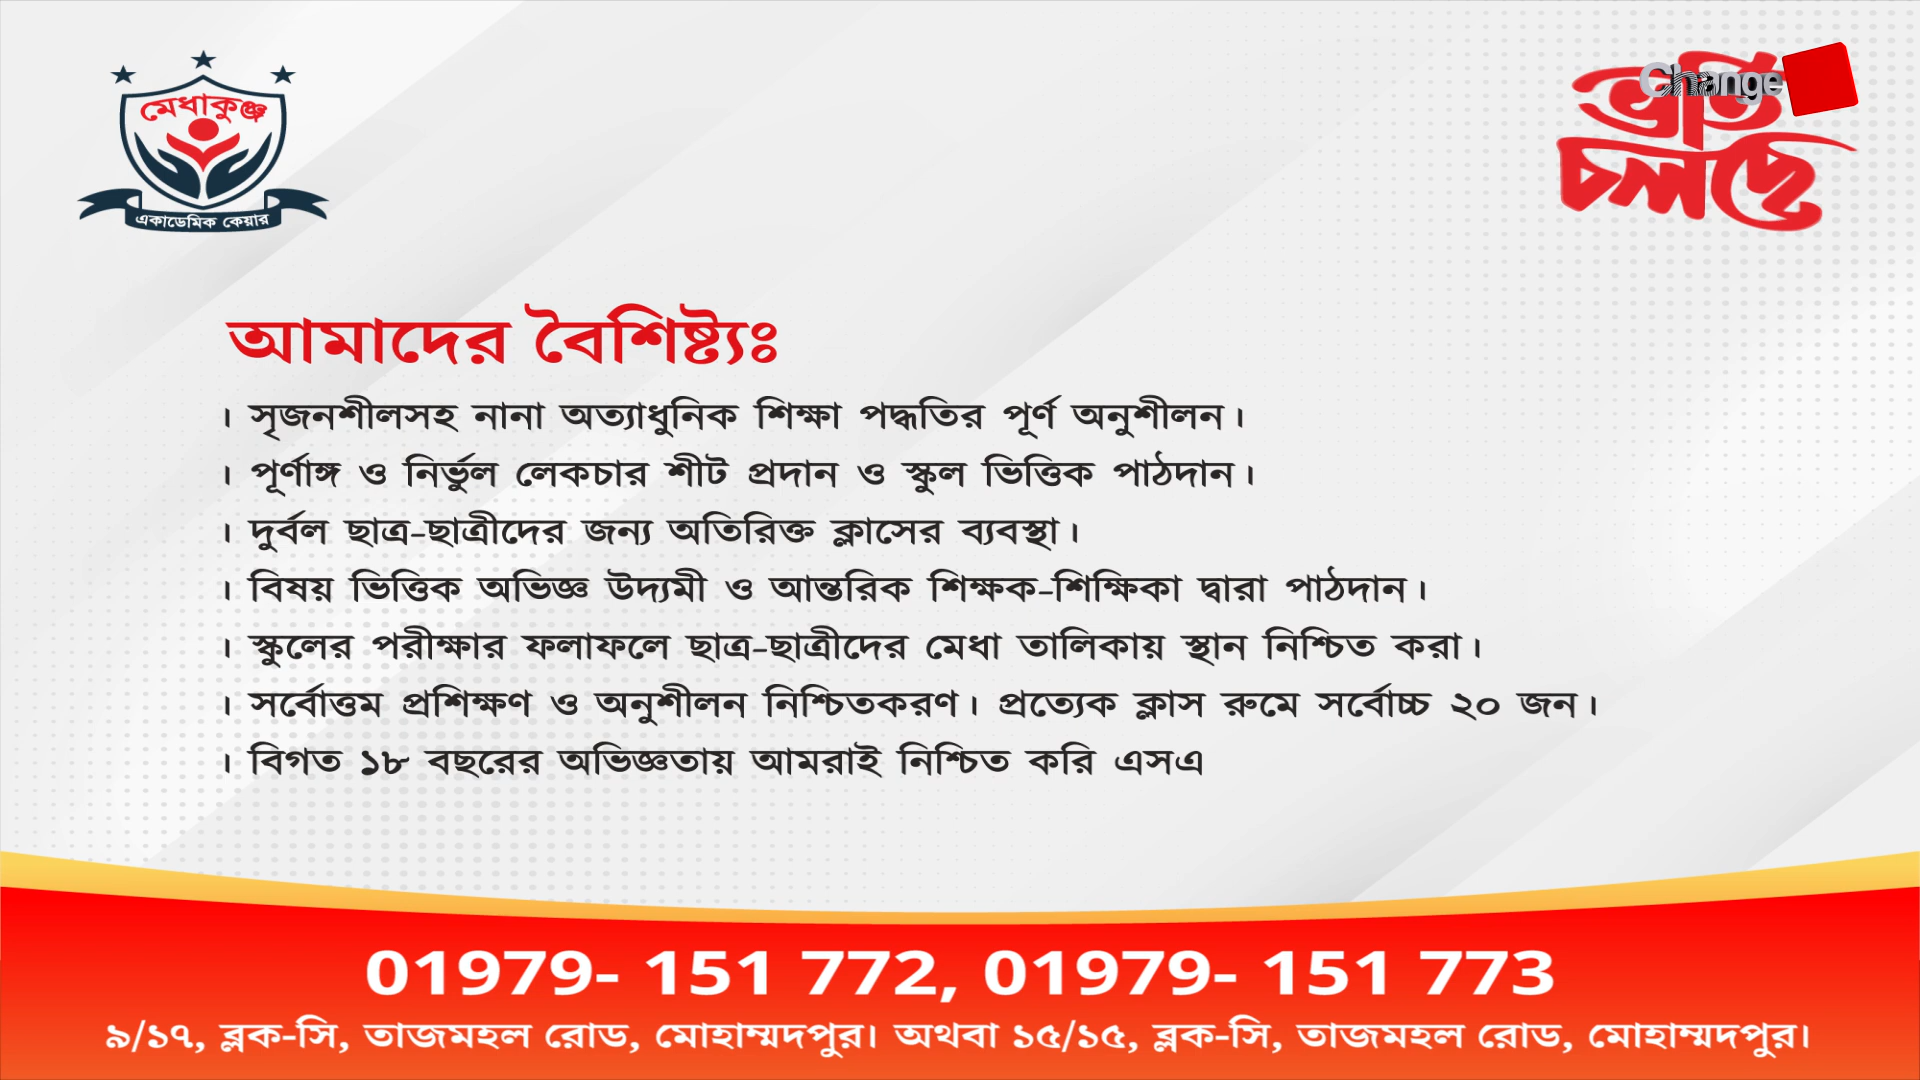 মেধাকুঞ্জ
একাডেমিক কেয়ার
Change
ভর্তি
চলছে
আমাদের বৈশিষ্ট্যঃ
। সৃজনশীলসহ নানা অত্যাধুনিক শিক্ষা পদ্ধতির পূর্ণ অনুশীলন।
। পূর্ণাঙ্গ ও নির্ভুল লেকচার শীট প্রদান ও স্কুল ভিত্তিক পাঠদান।
। দুর্বল ছাত্র-ছাত্রীদের জন্য অতিরিক্ত ক্লাসের ব্যবস্থা।
। বিষয় ভিত্তিক অভিজ্ঞ উদ্যমী ও আন্তরিক শিক্ষক-শিক্ষিকা দ্বারা পাঠদান।
। স্কুলের পরীক্ষার ফলাফলে ছাত্র-ছাত্রীদের মেধা তালিকায় স্থান নিশ্চিত করা।
। সর্বোত্তম প্রশিক্ষণ ও অনুশীলন নিশ্চিতকরণ। প্রত্যেক ক্লাস রুমে সর্বোচ্চ ২০ জন।
। বিগত ১৮ বছরের অভিজ্ঞতায় আমরাই নিশ্চিত করি এসএ
01979- 151 772, 01979- 151 773
৯/১৭, ব্লক-সি, তাজমহল রোড, মোহাম্মদপুর। অথবা ১৫/১৫, ব্লক-সি, তাজমহল রোড, মোহাম্মদপুর।